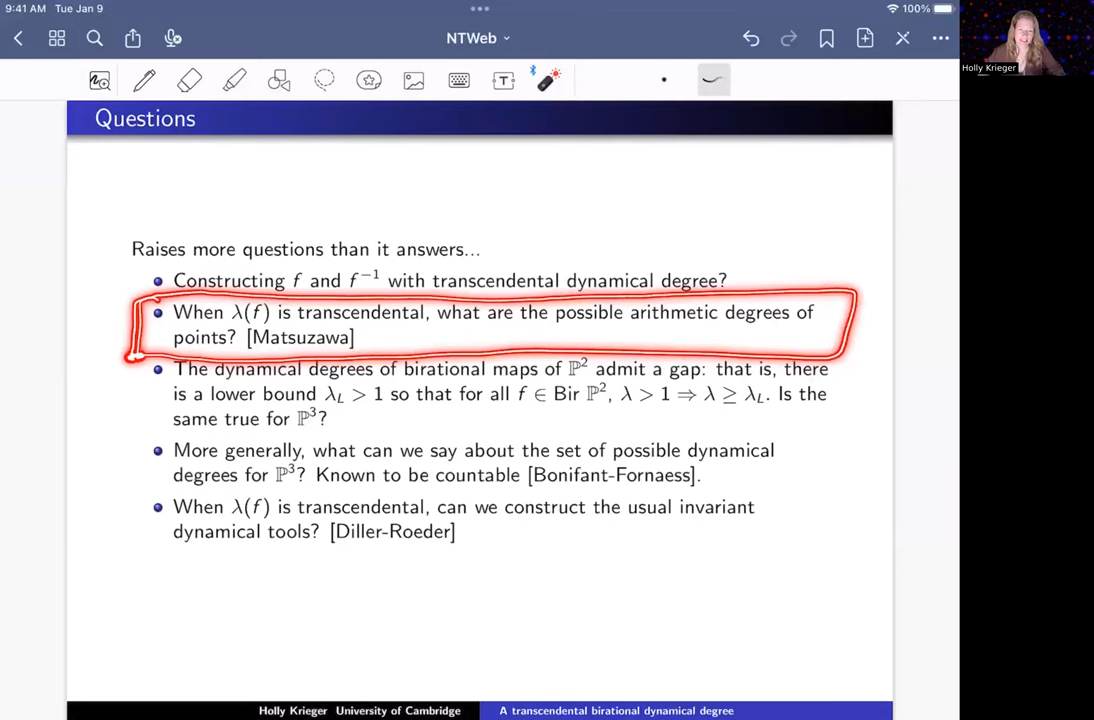 9:41 AM Tue Jan 9
100%
NTWeb
Holly Krieger
Questions
Raises more questions than it answers...
Constructing f and f⁻¹ with transcendental dynamical degree?
When λ(f) is transcendental, what are the possible arithmetic degrees of
points? [Matsuzawa]
The dynamical degrees of birational maps of ℙ² admit a gap: that is, there
is a lower bound λ_L > 1 so that for all f ∈ Bir ℙ², λ > 1 ⇒ λ ≥ λ_L. Is the
same true for ℙ³?
More generally, what can we say about the set of possible dynamical
degrees for ℙ³? Known to be countable [Bonifant-Fornaess].
When λ(f) is transcendental, can we construct the usual invariant
dynamical tools? [Diller-Roeder]
Holly Krieger University of Cambridge
A transcendental birational dynamical degree